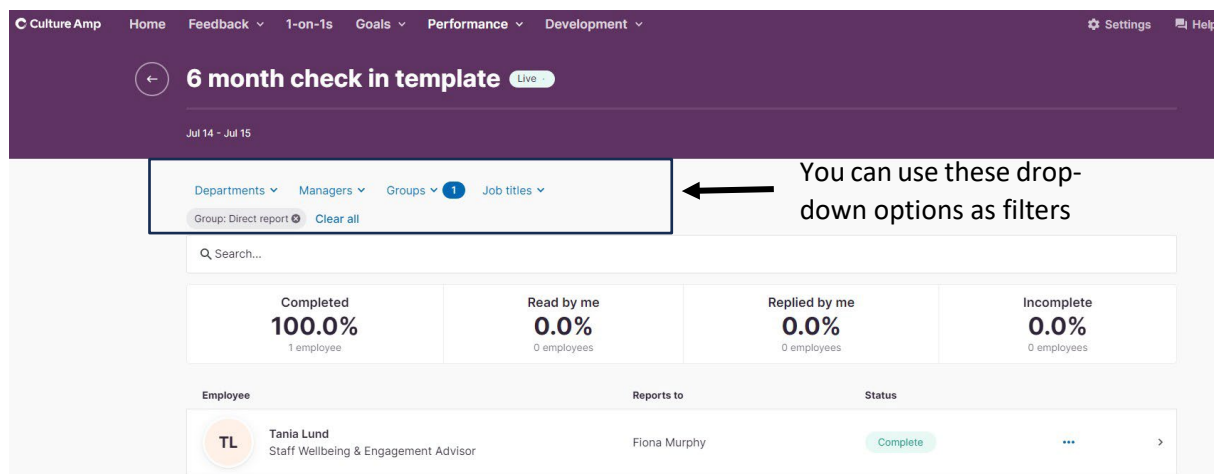 Culture Amp Home Feedback 1-on-1s Goals Performance Development Settings Help
6 month check in template Live
Jul 14 - Jul 15
Departments Managers Groups 1 Job titles
Group: Direct report Clear all
You can use these drop-
down options as filters
Search...
Completed Read by me Replied by me Incomplete
100.0% 0.0% 0.0% 0.0%
1 employee 0 employees 0 employees 0 employees
Employee Reports to Status
TL Tania Lund
Staff Wellbeing & Engagement Advisor Fiona Murphy Complete